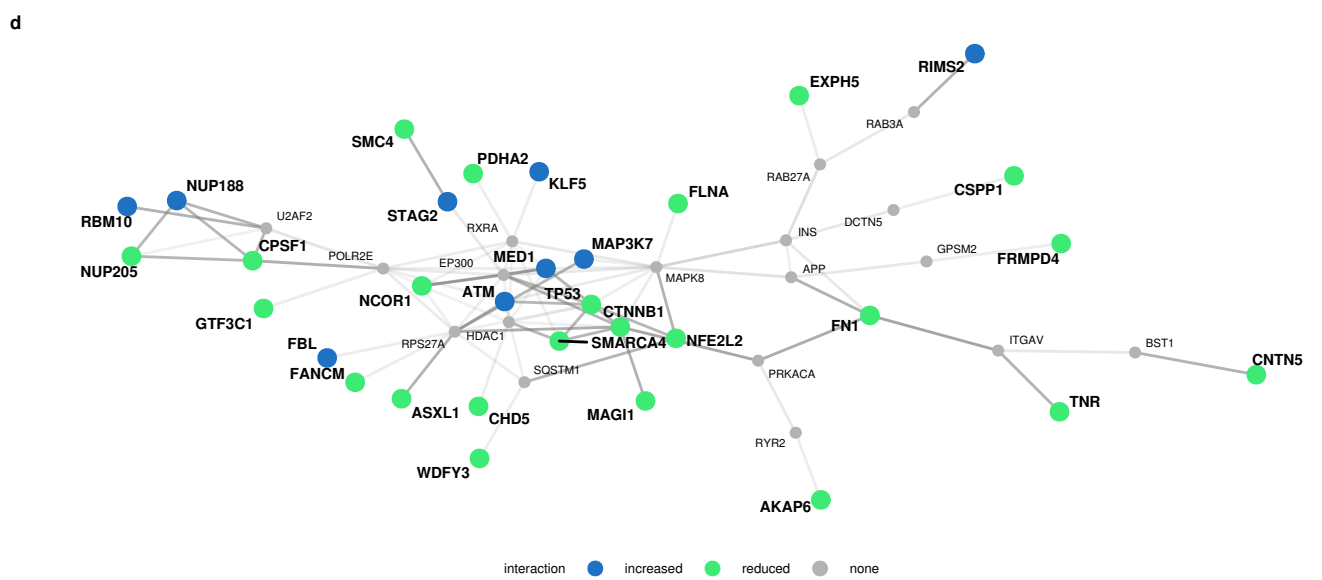 d
RIMS2
EXPH5
RAB3A
SMC4
PDHA2
KLF5
RAB27A
NUP188
CSPP1
FLNA
RBM10
STAG2
U2AF2
RXRA
DCTN5
INS
CPSF1
MAP3K7
GPSM2
POLR2E
MED1
FRMPD4
NUP205
EP300
APP
MAPK8
ATM
TP53
NCOR1
CTNNB1
GTF3C1
FN1
HDAC1
FBL
RPS27A
SMARCA4
NFE2L2
ITGAV
BST1
CNTN5
FANCM
SQSTM1
PRKACA
TNR
ASXL1
CHD5
MAGI1
RYR2
WDFY3
AKAP6
interaction increased reduced none